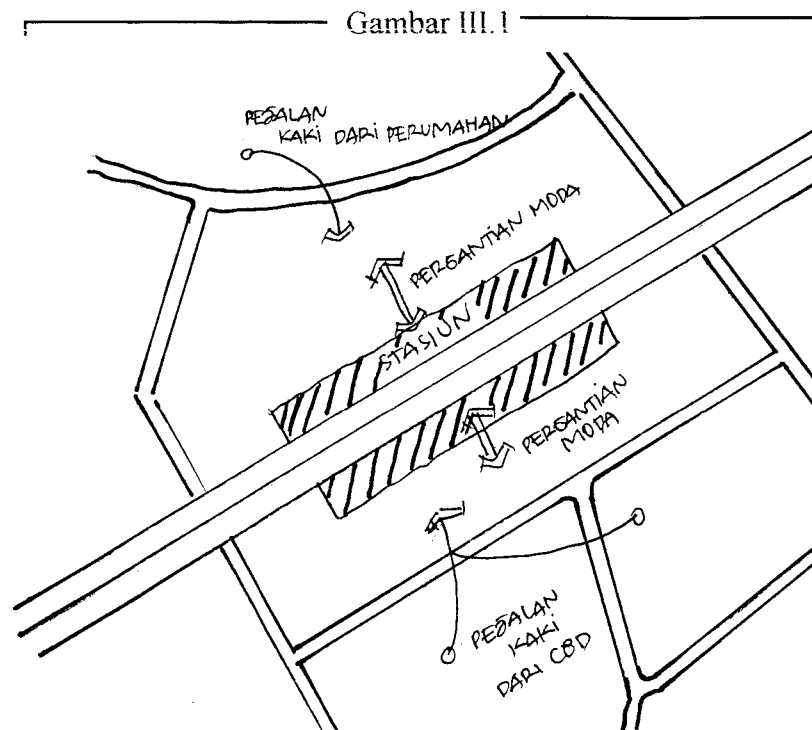 Gambar III.1
PEJALAN
KAKI DARI PERUMAHAN
PERGANTIAN MODA
STASIUN
PERGANTIAN
MODA
PEJALAN
KAKI
DARI CBD